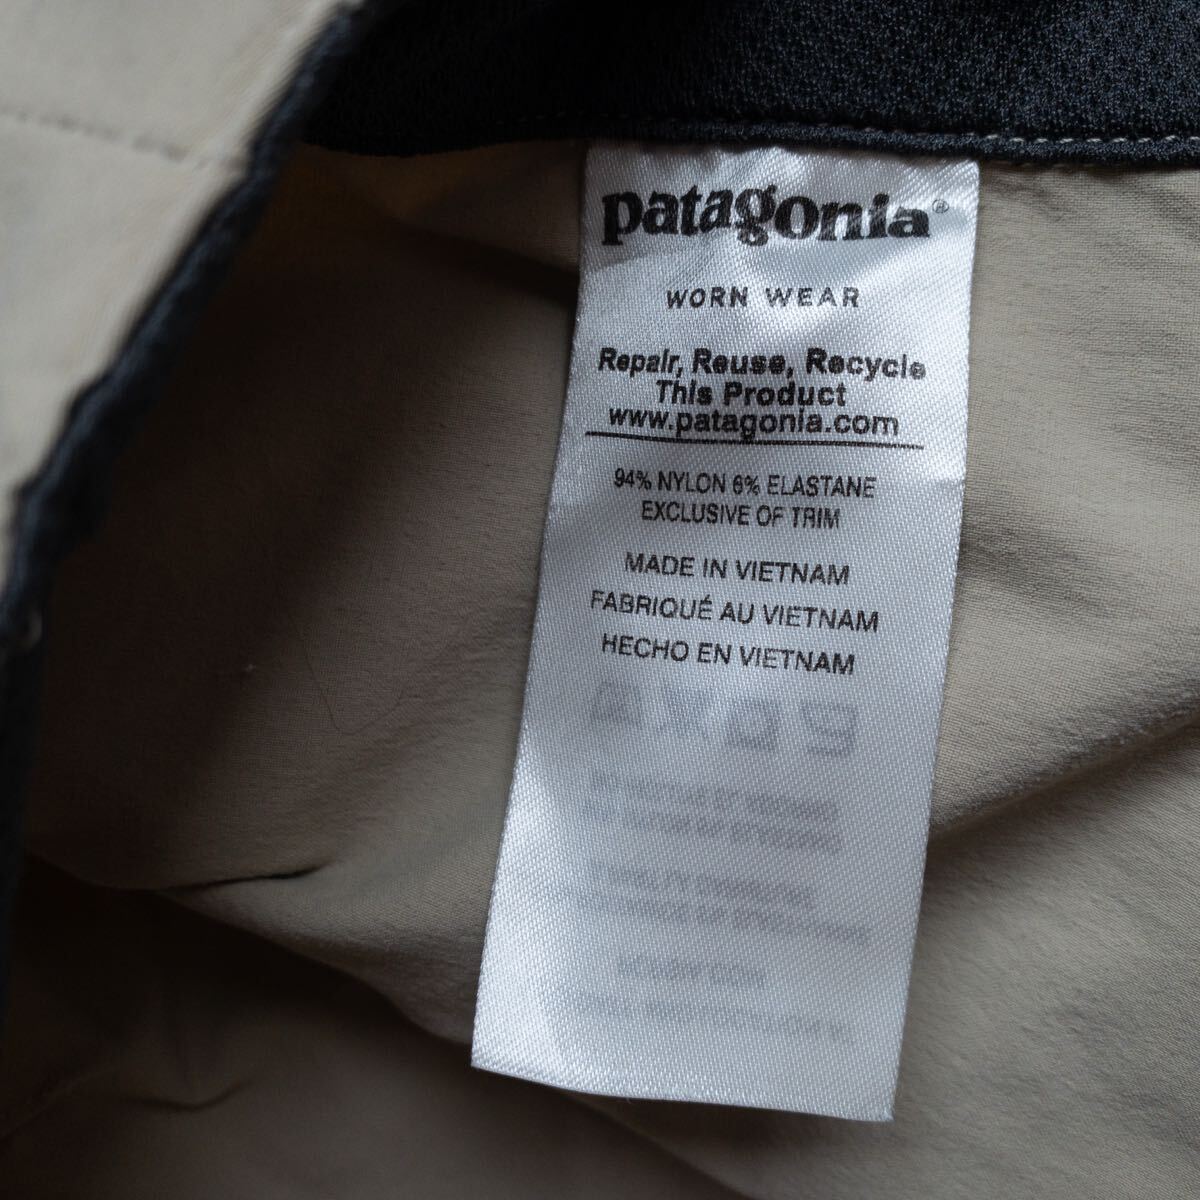 patagonia®
WORN WEAR
Repair, Reuse, Recycle
This Product
www.patagonia.com
94% NYLON 6% ELASTANE
EXCLUSIVE OF TRIM
MADE IN VIETNAM
FABRIQUÉ AU VIETNAM
HECHO EN VIETNAM